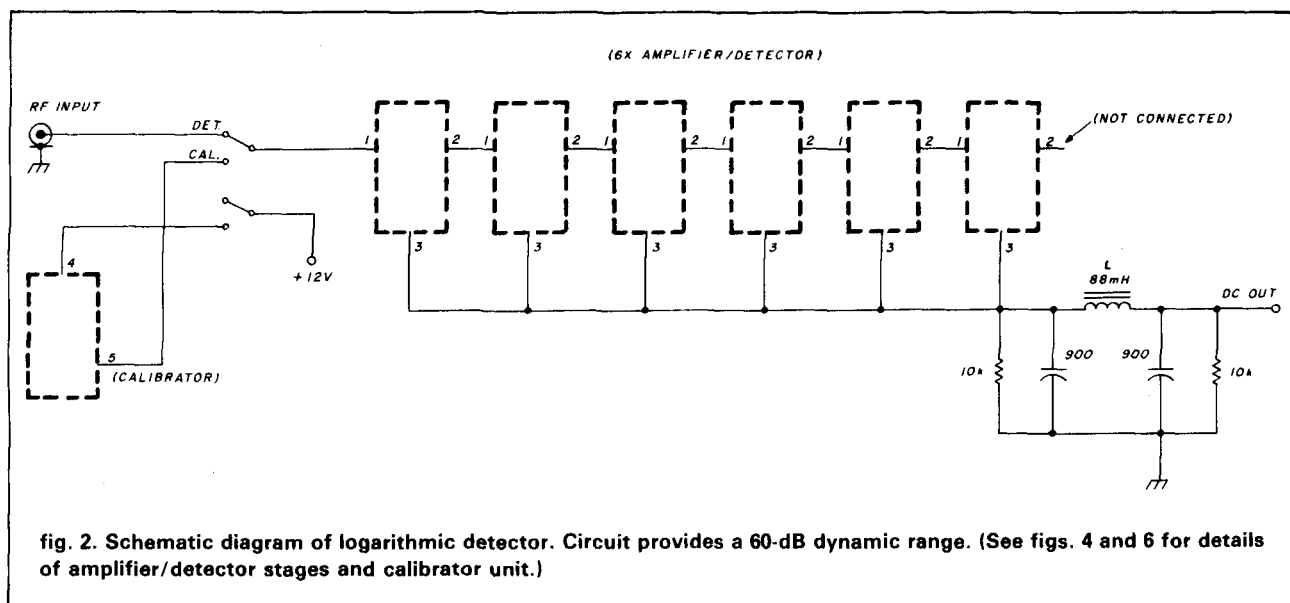 (6X AMPLIFIER/DETECTOR)
RF INPUT
DET.
CAL.
1 2 1 2 1 2 1 2 1 2 1 2
(NOT CONNECTED)
3 3 3 3 3 3
4
+12V
L
88mH
DC OUT
5
(CALIBRATOR)
10k
900
900
10k
fig. 2. Schematic diagram of logarithmic detector. Circuit provides a 60-dB dynamic range. (See figs. 4 and 6 for details
of amplifier/detector stages and calibrator unit.)